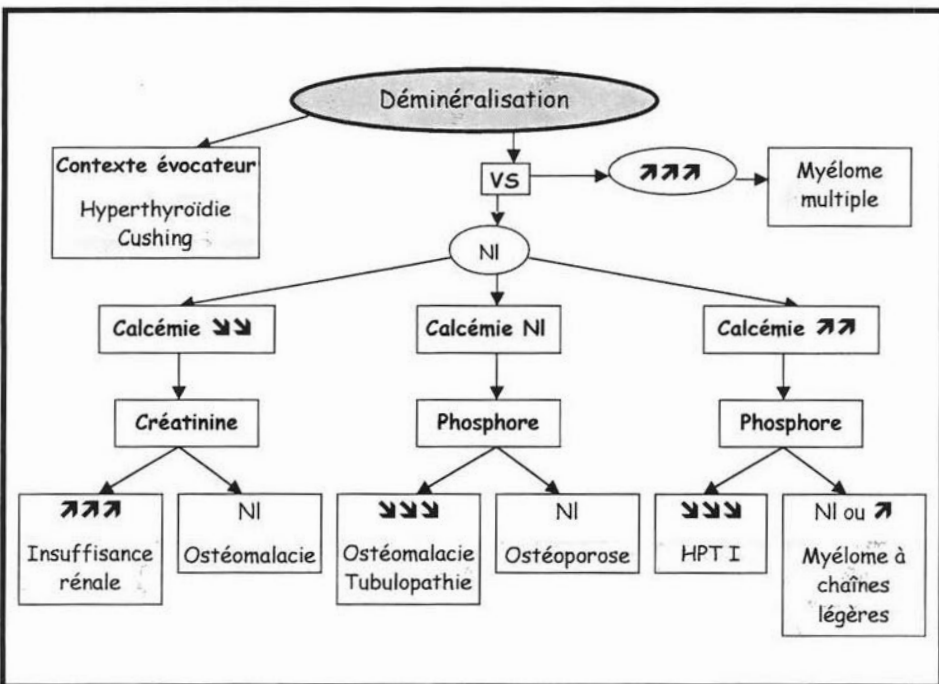 Déminéralisation
Contexte évocateur
Hyperthyroïdie
Cushing
VS
↗↗↗
Myélome
multiple
Nl
Calcémie ↘↘
Calcémie Nl
Calcémie ↗↗
Créatinine
Phosphore
Phosphore
↗↗↗
Insuffisance
rénale
Nl
Ostéomalacie
↘↘↘
Ostéomalacie
Tubulopathie
Nl
Ostéoporose
↘↘↘
HPT I
Nl ou ↗
Myélome à
chaînes
légères